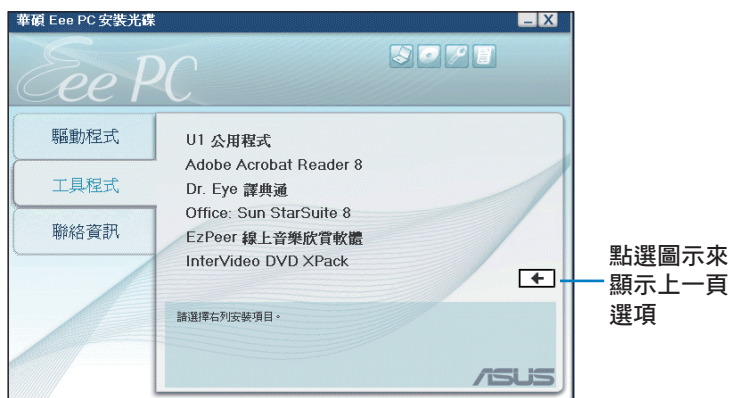 華碩 Eee PC 安裝光碟
Eee PC
驅動程式
工具程式
聯絡資訊
U1 公用程式
Adobe Acrobat Reader 8
Dr. Eye 譯典通
Office: Sun StarSuite 8
EzPeer 線上音樂欣賞軟體
InterVideo DVD XPack
請選擇右列安裝項目。
ASUS
點選圖示來
顯示上一頁
選項